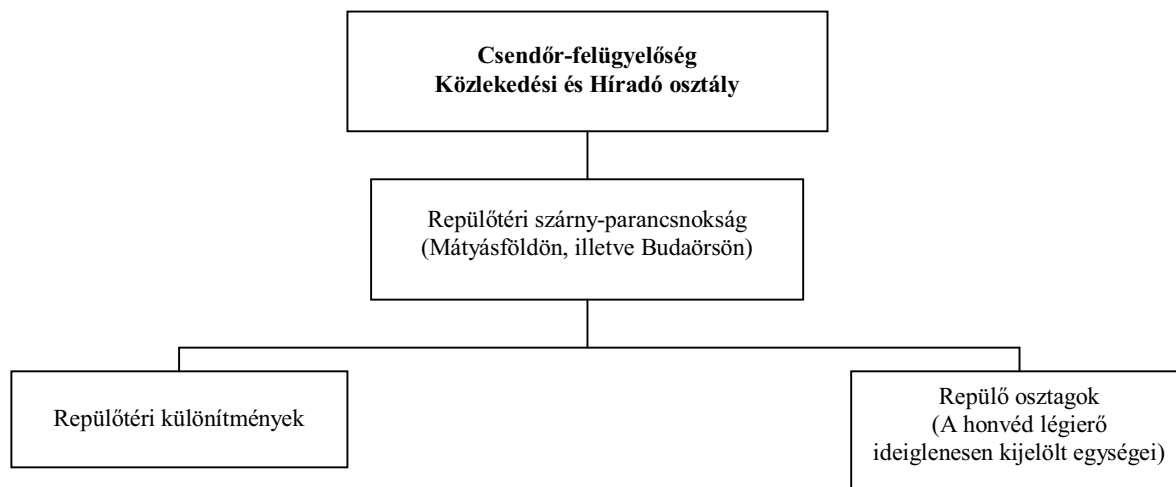 Csendőr-felügyelőség
Közlekedési és Híradó osztály
Repülőtéri szárny-parancsnokság
(Mátyásföldön, illetve Budaörsön)
Repülőtéri különítmények
Repülő osztagok
(A honvéd légierő
ideiglenesen kijelölt egységei)